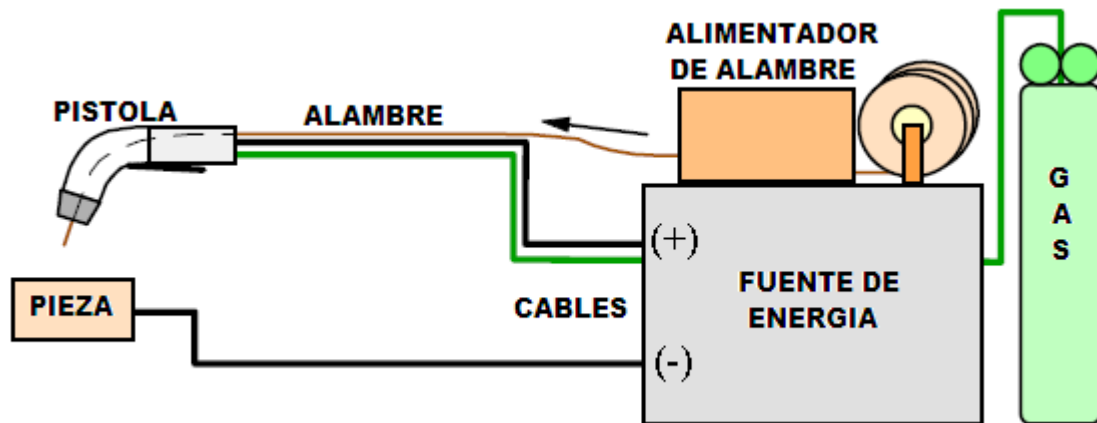 ALIMENTADOR
DE ALAMBRE
PISTOLA
ALAMBRE
G
A
S
(+)
PIEZA
CABLES
FUENTE DE
ENERGIA
(-)